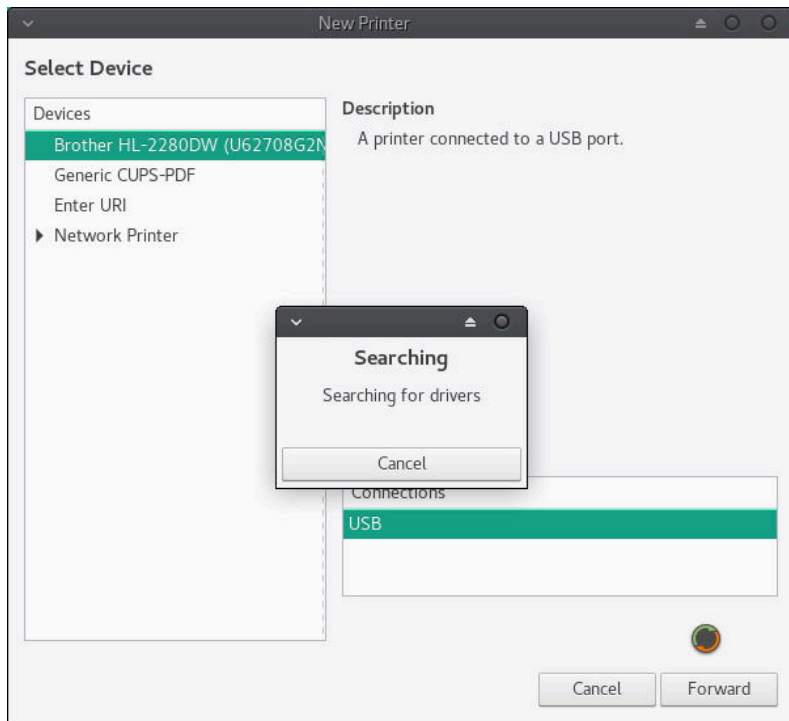 New Printer
Select Device
Devices
Brother HL-2280DW (U62708G2N
Generic CUPS-PDF
Enter URI
Network Printer
Description
A printer connected to a USB port.
Searching
Searching for drivers
Cancel
Connections
USB
Cancel
Forward